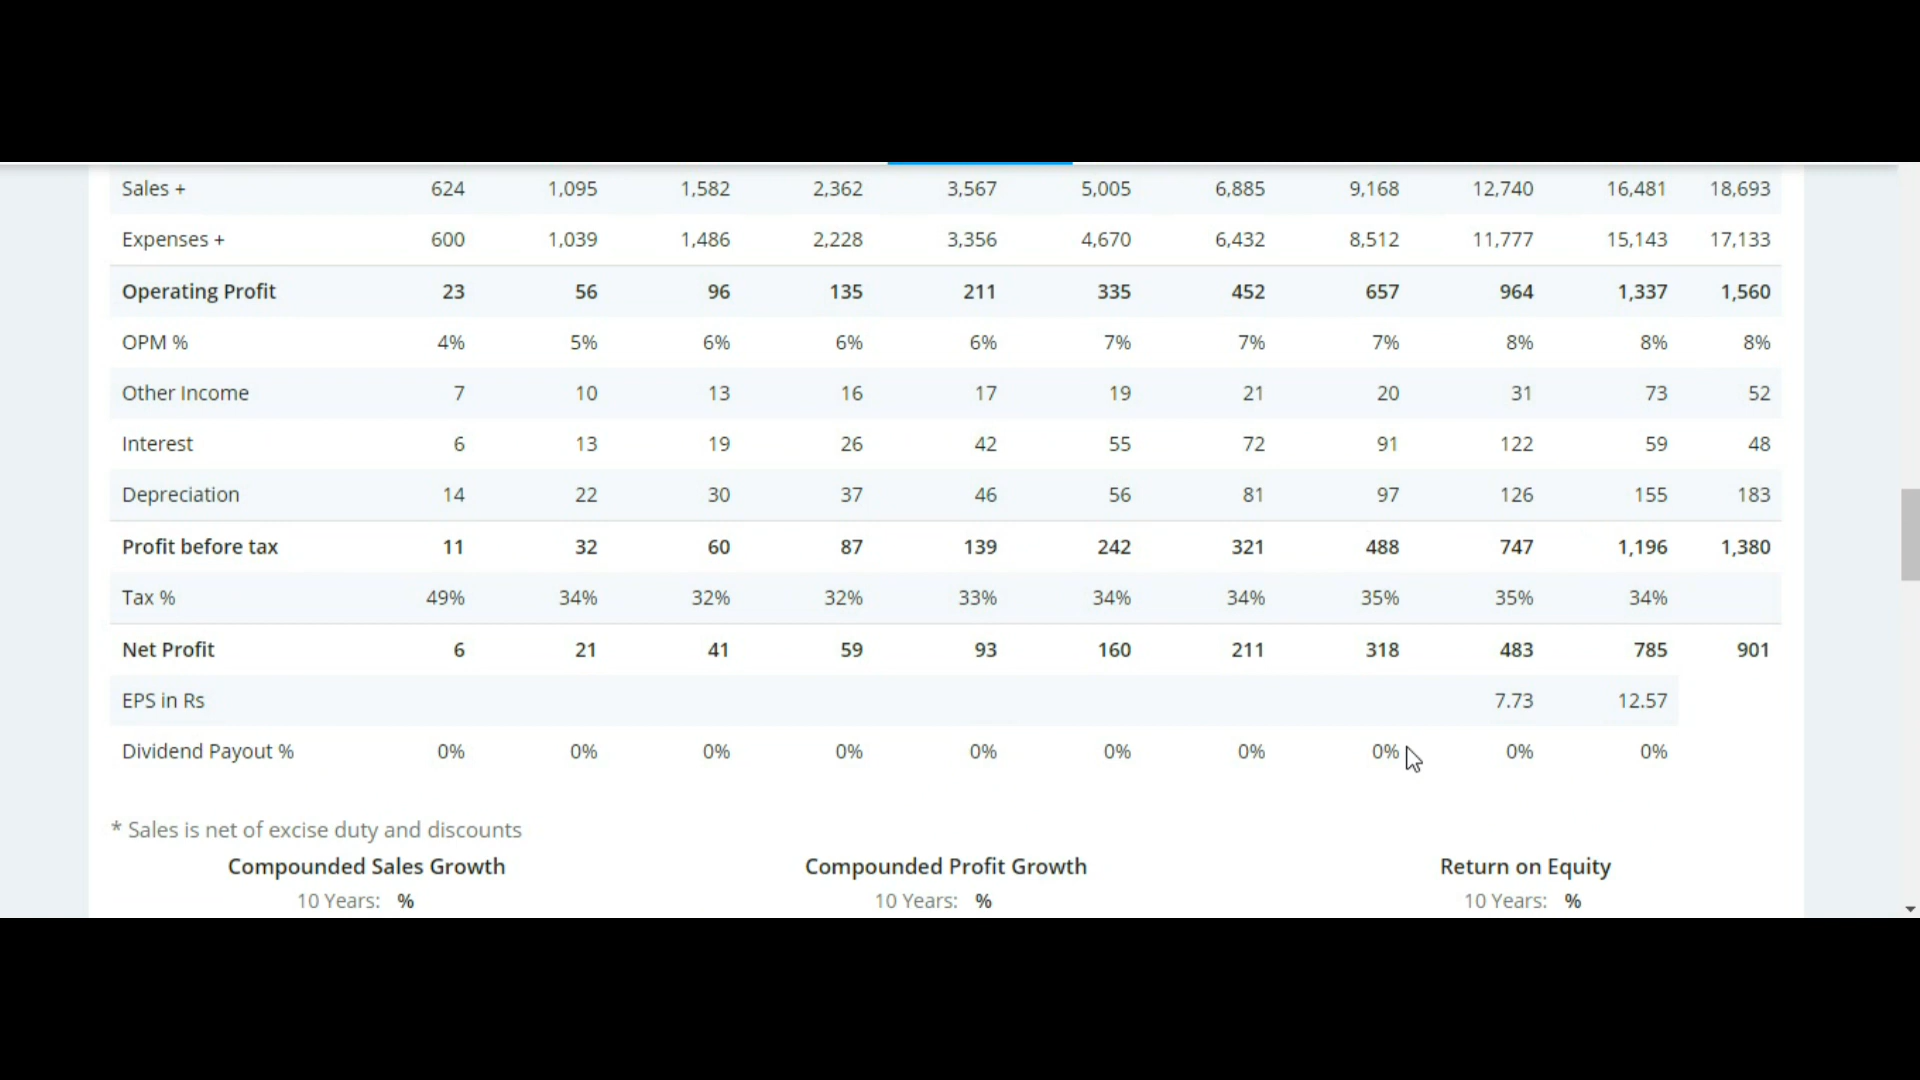 Sales + 624 1,095 1,582 2,362 3,567 5,005 6,885 9,168 12,740 16,481 18,693
Expenses + 600 1,039 1,486 2,228 3,356 4,670 6,432 8,512 11,777 15,143 17,133
Operating Profit 23 56 96 135 211 335 452 657 964 1,337 1,560
OPM % 4% 5% 6% 6% 6% 7% 7% 7% 8% 8% 8%
Other Income 7 10 13 16 17 19 21 20 31 73 52
Interest 6 13 19 26 42 55 72 91 122 59 48
Depreciation 14 22 30 37 46 56 81 97 126 155 183
Profit before tax 11 32 60 87 139 242 321 488 747 1,196 1,380
Tax % 49% 34% 32% 32% 33% 34% 34% 35% 35% 34%
Net Profit 6 21 41 59 93 160 211 318 483 785 901
EPS in Rs 7.73 12.57
Dividend Payout % 0% 0% 0% 0% 0% 0% 0% 0% 0% 0%
* Sales is net of excise duty and discounts
Compounded Sales Growth Compounded Profit Growth Return on Equity
10 Years: % 10 Years: % 10 Years: %